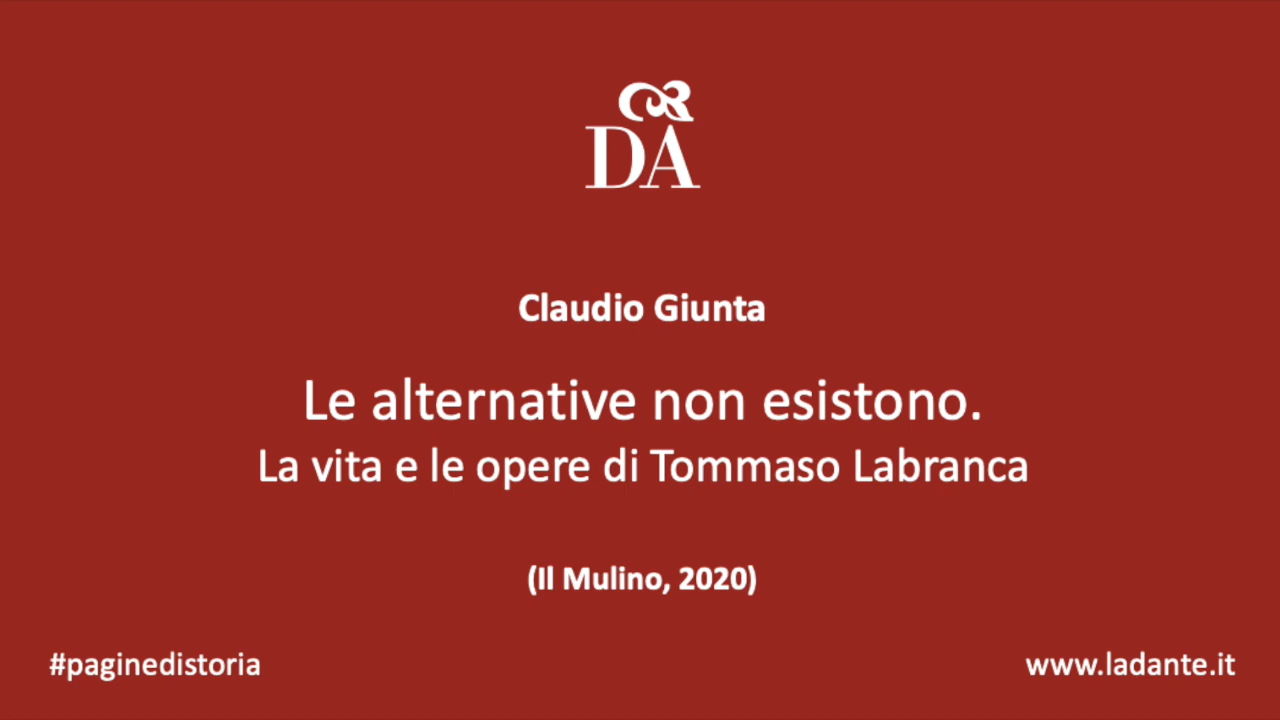 DA
Claudio Giunta
Le alternative non esistono.
La vita e le opere di Tommaso Labranca
(Il Mulino, 2020)
#paginedistoria
www.ladante.it